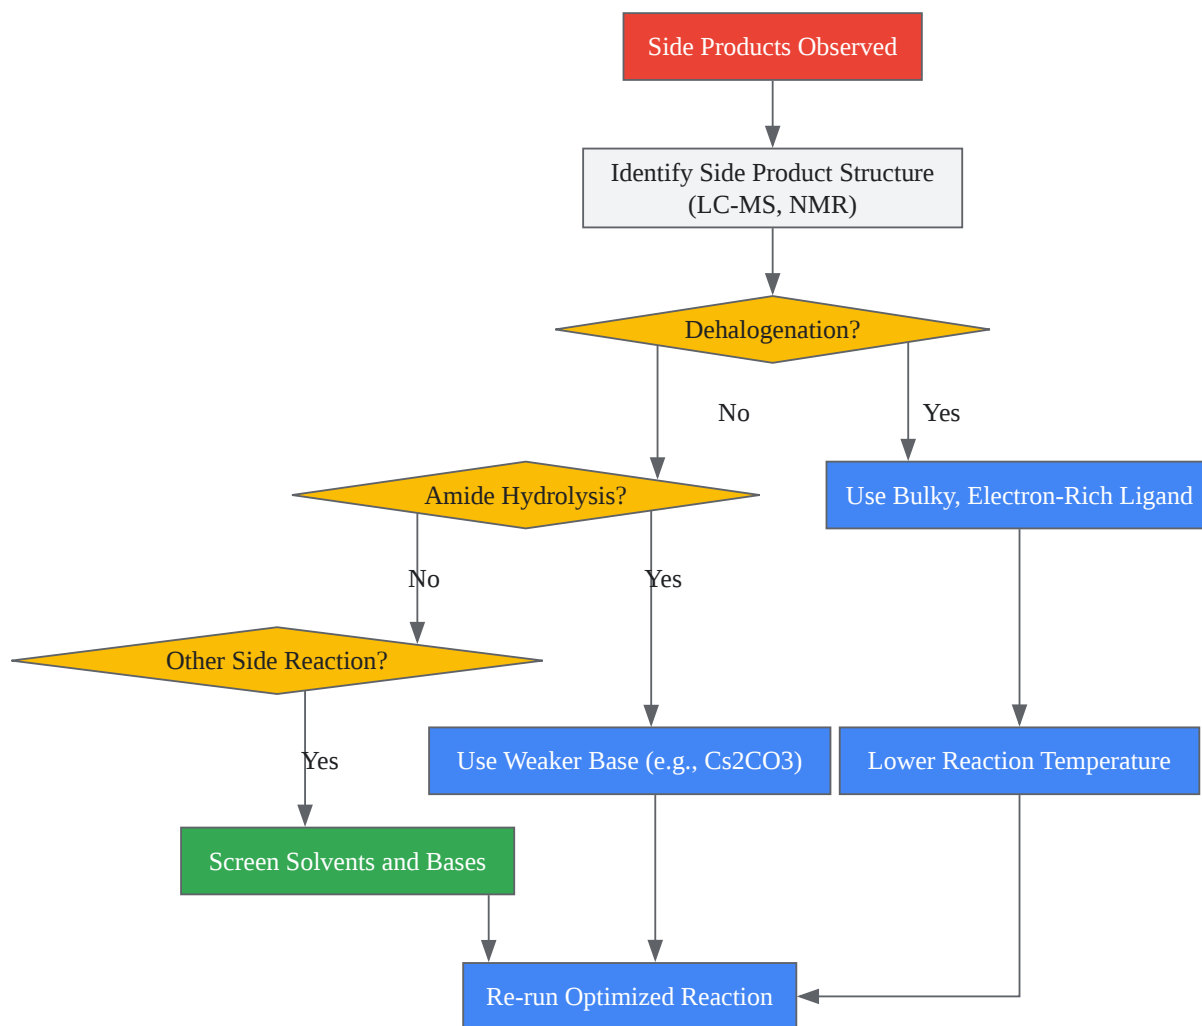 Side Products Observed
Identify Side Product Structure
(LC-MS, NMR)
Dehalogenation?
No
Yes
Amide Hydrolysis?
Use Bulky, Electron-Rich Ligand
No
Yes
Other Side Reaction?
Yes
Use Weaker Base (e.g., Cs2CO3)
Lower Reaction Temperature
Screen Solvents and Bases
Re-run Optimized Reaction